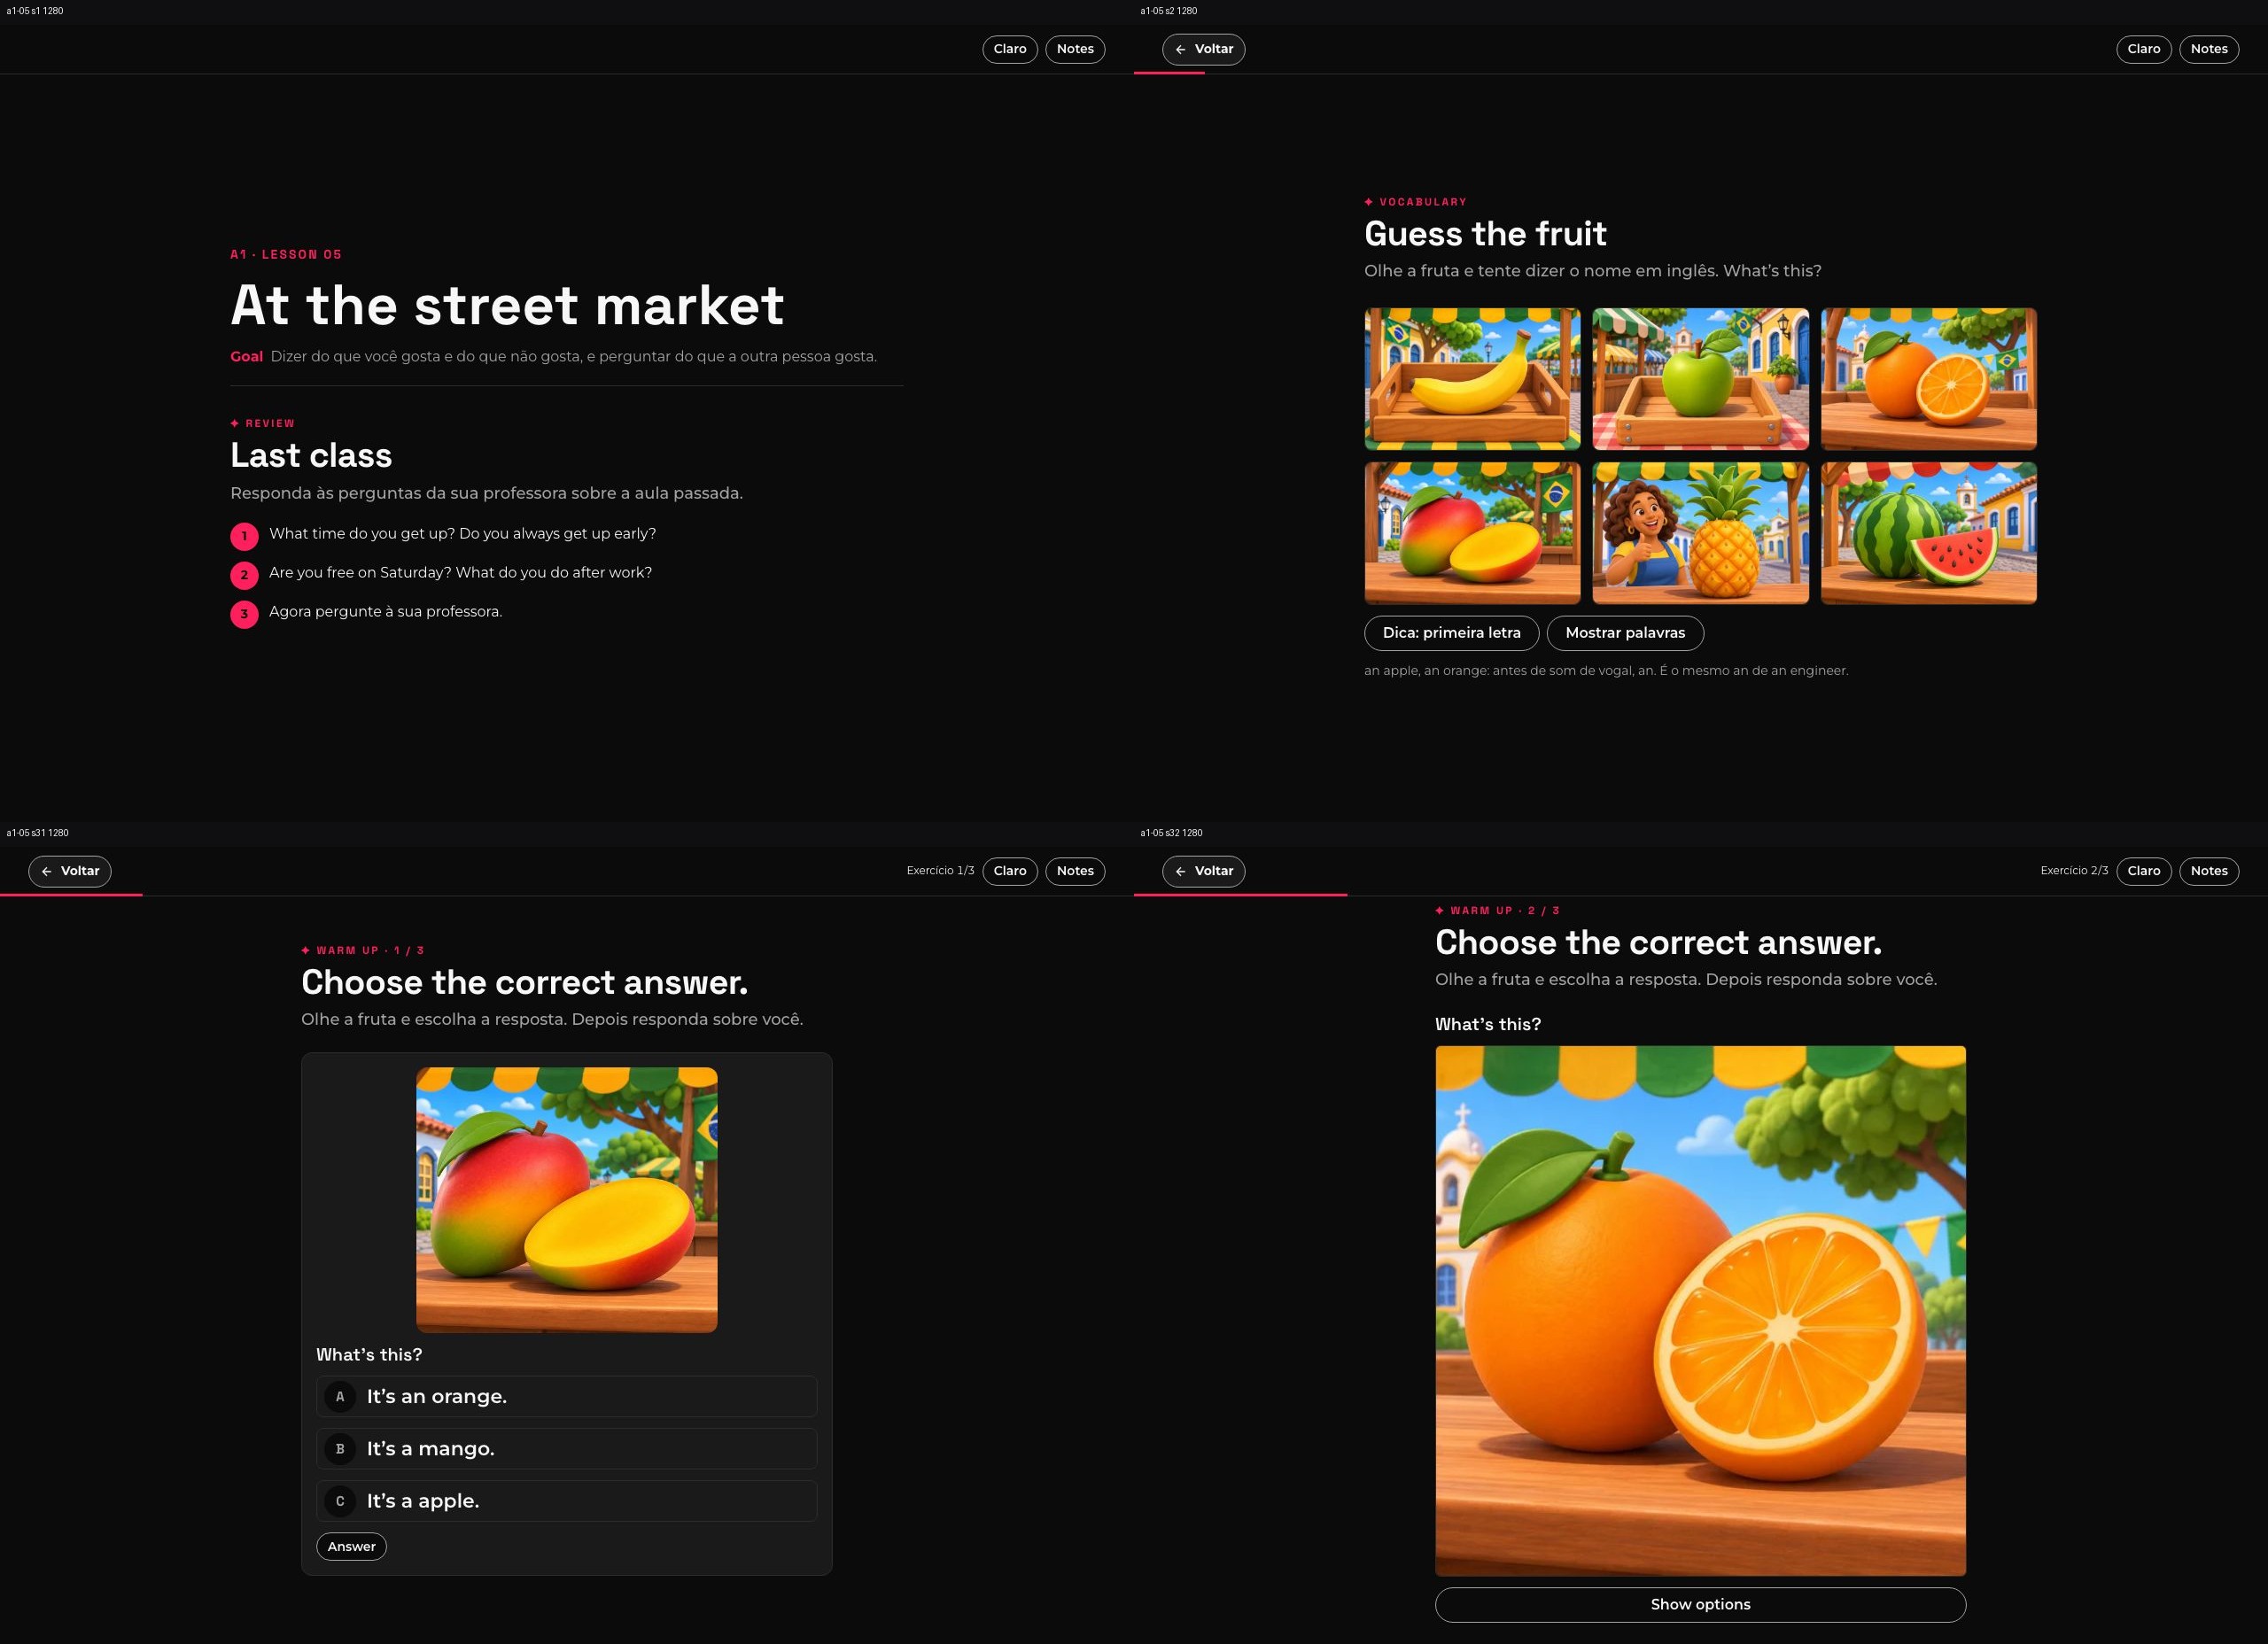 a1-05 s1 1280
Claro
Notes
A1 · LESSON 05
At the street market
Goal Dizer do que você gosta e do que não gosta, e perguntar do que a outra pessoa gosta.
✦ REVIEW
Last class
Responda às perguntas da sua professora sobre a aula passada.
1 What time do you get up? Do you always get up early?
2 Are you free on Saturday? What do you do after work?
3 Agora pergunte à sua professora.
a1-05 s2 1280
← Voltar
Claro
Notes
✦ VOCABULARY
Guess the fruit
Olhe a fruta e tente dizer o nome em inglês. What’s this?
Dica: primeira letra
Mostrar palavras
an apple, an orange: antes de som de vogal, an. É o mesmo an de an engineer.
a1-05 s31 1280
← Voltar
Exercício 1/3
Claro
Notes
✦ WARM UP · 1 / 3
Choose the correct answer.
Olhe a fruta e escolha a resposta. Depois responda sobre você.
What’s this?
A It’s an orange.
B It’s a mango.
C It’s a apple.
Answer
a1-05 s32 1280
← Voltar
Exercício 2/3
Claro
Notes
✦ WARM UP · 2 / 3
Choose the correct answer.
Olhe a fruta e escolha a resposta. Depois responda sobre você.
What’s this?
Show options